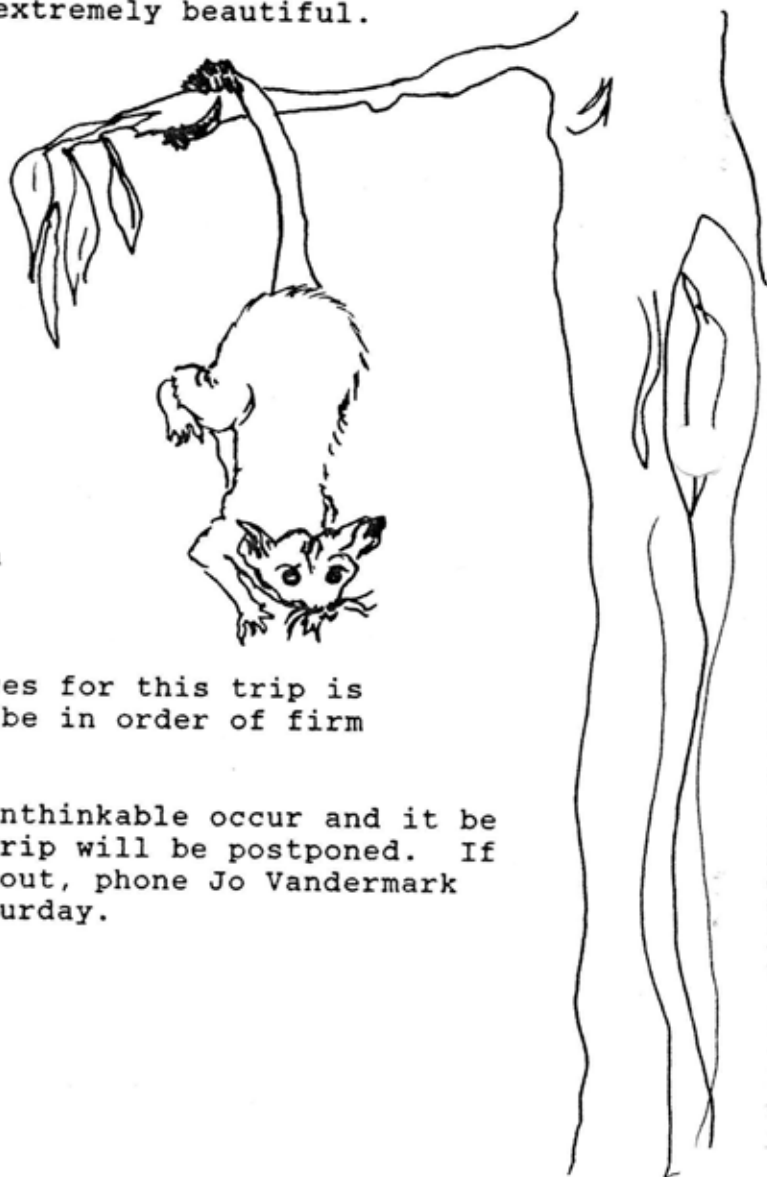 extremely beautiful.
es for this trip is
be in order of firm
nthinkable occur and it be
rip will be postponed. If
out, phone Jo Vandermark
urday.